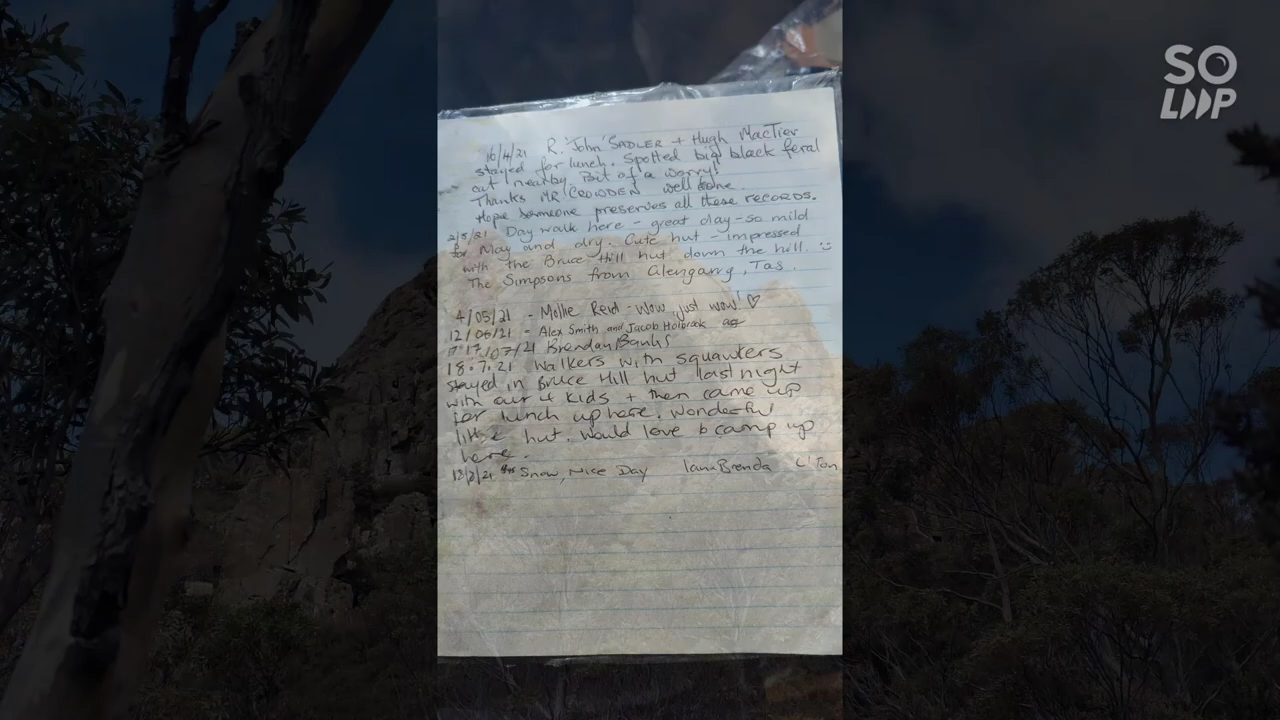 16/4/21 R. 'John' SADLER + Hugh MacTier
stayed for lunch. Spotted big black feral
cat nearby. Bit of a worry!
Thanks MR CROWDEN well done.
Hope someone preserves all these RECORDS.
2/5/21 Day walk here - great day - so mild
for May and dry. Cute hut - impressed
with the Bruce Hill hut down the hill. :)
The Simpsons from Glengarry, Tas.
4/05/21 - Mollie Reid - Wow, just wow! ♡
12/06/21 - Alex Smith and Jacob Holbrook
17/07/21 Brendan Banks
18.7.21 Walkers with squawkers
stayed in Bruce Hill hut last night
with our 4 kids + then came up
for lunch up here. Wonderful
little hut. Would love to camp up
here.
Snow, Nice Day Brenda
SO
LOOP